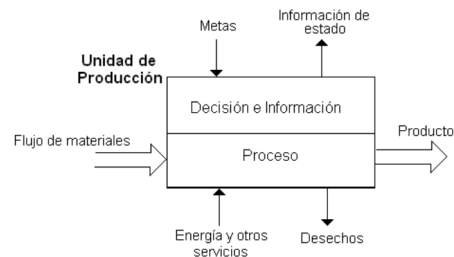 Información de
estado
Metas
Unidad de
Producción
Decisión e Información
Producto
Flujo de materiales
Proceso
Energía y otros
servicios
Desechos